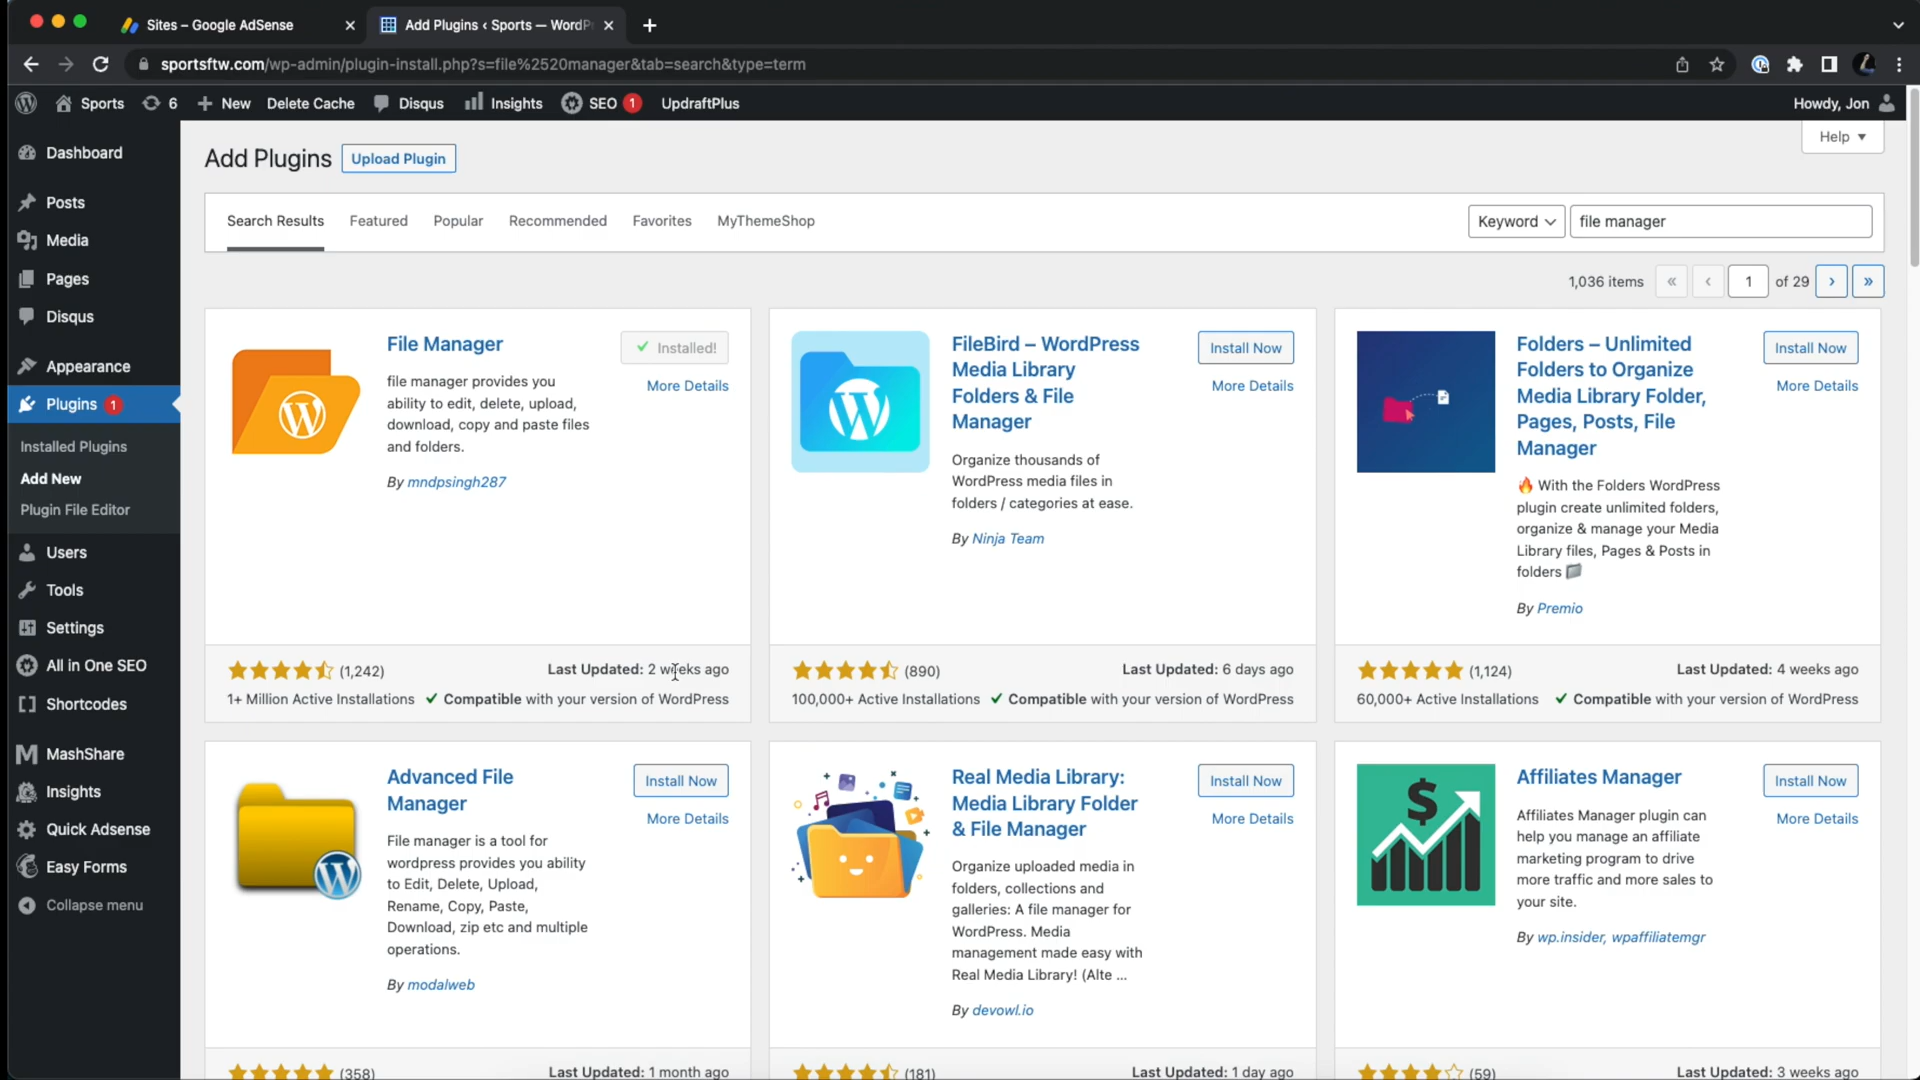 Sites – Google AdSense
Add Plugins ‹ Sports — WordP
sportsftw.com/wp-admin/plugin-install.php?s=file%2520manager&tab=search&type=term
Sports 6 New Delete Cache Disqus Insights SEO 1 UpdraftPlus Howdy, Jon
Dashboard
Posts
Media
Pages
Disqus
Appearance
Plugins 1
Installed Plugins
Add New
Plugin File Editor
Users
Tools
Settings
All in One SEO
Shortcodes
MashShare
Insights
Quick Adsense
Easy Forms
Collapse menu
Help
Add Plugins Upload Plugin
Search Results Featured Popular Recommended Favorites MyThemeShop Keyword file manager
1,036 items « ‹ 1 of 29 › »
File Manager
Installed!
More Details
file manager provides you
ability to edit, delete, upload,
download, copy and paste files
and folders.
By mndpsingh287
(1,242) Last Updated: 2 weeks ago
1+ Million Active Installations Compatible with your version of WordPress
FileBird – WordPress
Media Library
Folders & File
Manager
Install Now
More Details
Organize thousands of
WordPress media files in
folders / categories at ease.
By Ninja Team
(890) Last Updated: 6 days ago
100,000+ Active Installations Compatible with your version of WordPress
Folders – Unlimited
Folders to Organize
Media Library Folder,
Pages, Posts, File
Manager
Install Now
More Details
🔥 With the Folders WordPress
plugin create unlimited folders,
organize & manage your Media
Library files, Pages & Posts in
folders
By Premio
(1,124) Last Updated: 4 weeks ago
60,000+ Active Installations Compatible with your version of WordPress
Advanced File
Manager
Install Now
More Details
File manager is a tool for
wordpress provides you ability
to Edit, Delete, Upload,
Rename, Copy, Paste,
Download, zip etc and multiple
operations.
By modalweb
(358) Last Updated: 1 month ago
Real Media Library:
Media Library Folder
& File Manager
Install Now
More Details
Organize uploaded media in
folders, collections and
galleries: A file manager for
WordPress. Media
management made easy with
Real Media Library! (Alte ...
By devowl.io
(181) Last Updated: 1 day ago
Affiliates Manager
Install Now
More Details
Affiliates Manager plugin can
help you manage an affiliate
marketing program to drive
more traffic and more sales to
your site.
By wp.insider, wpaffiliatemgr
(59) Last Updated: 3 weeks ago